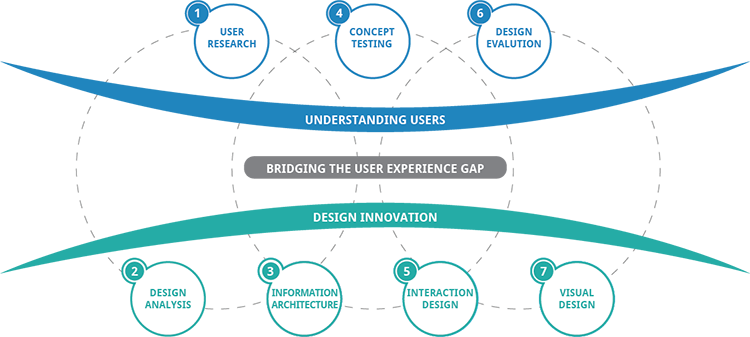 1
USER
RESEARCH
4
CONCEPT
TESTING
6
DESIGN
EVALUTION
UNDERSTANDING USERS
BRIDGING THE USER EXPERIENCE GAP
DESIGN INNOVATION
2
DESIGN
ANALYSIS
3
INFORMATION
ARCHITECTURE
5
INTERACTION
DESIGN
7
VISUAL
DESIGN